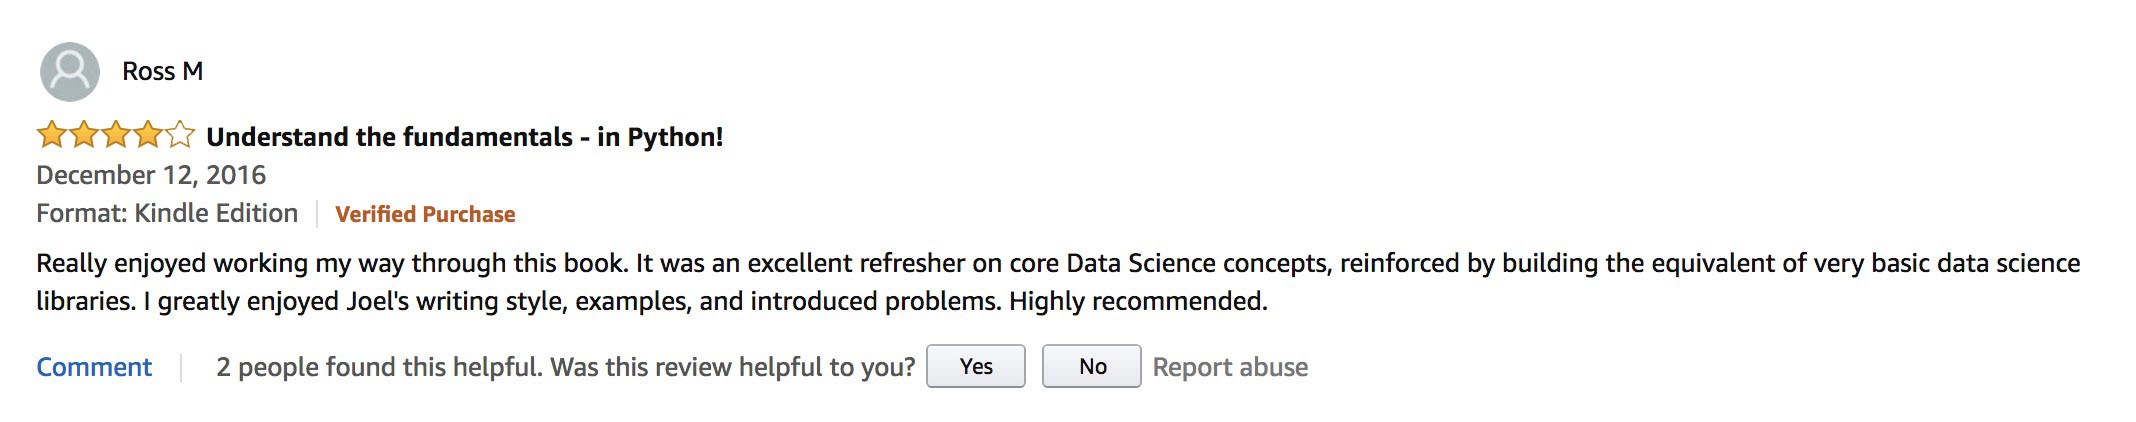 Ross M
Understand the fundamentals - in Python!
December 12, 2016
Format: Kindle Edition Verified Purchase
Really enjoyed working my way through this book. It was an excellent refresher on core Data Science concepts, reinforced by building the equivalent of very basic data science
libraries. I greatly enjoyed Joel's writing style, examples, and introduced problems. Highly recommended.
Comment 2 people found this helpful. Was this review helpful to you? Yes No Report abuse